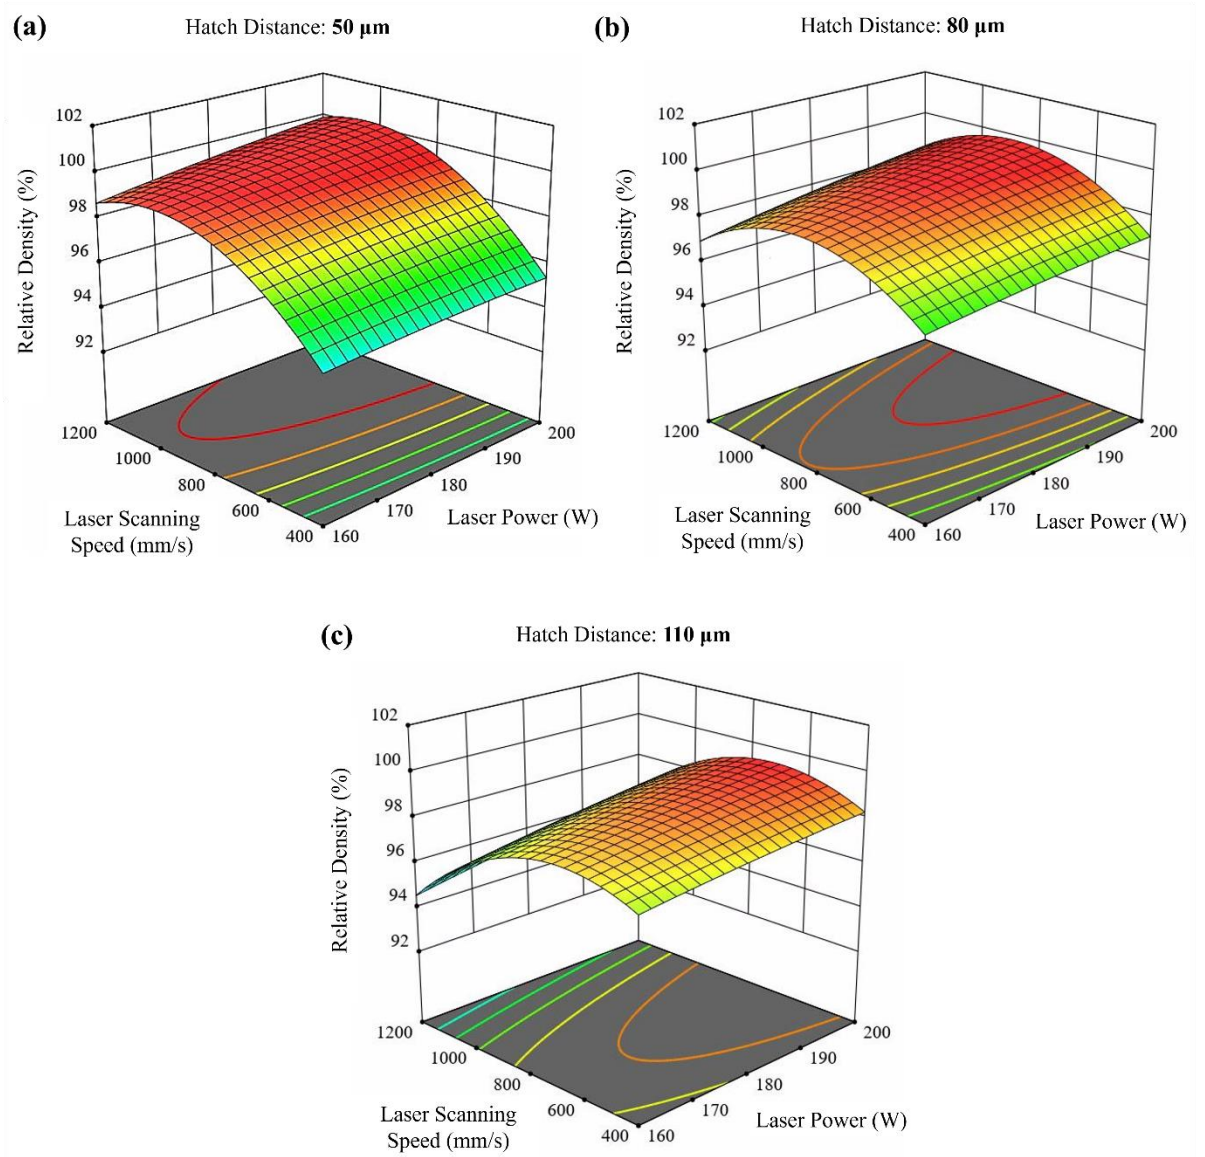 (a)
Hatch Distance: 50 µm
102
100
98
96
94
92
Relative Density (%)
1200
1000
800
600
400
160
170
180
190
200
Laser Scanning
Speed (mm/s)
Laser Power (W)
(b)
Hatch Distance: 80 µm
102
100
98
96
94
92
Relative Density (%)
1200
1000
800
600
400
160
170
180
190
200
Laser Scanning
Speed (mm/s)
Laser Power (W)
(c)
Hatch Distance: 110 µm
102
100
98
96
94
92
Relative Density (%)
1200
1000
800
600
400
160
170
180
190
200
Laser Scanning
Speed (mm/s)
Laser Power (W)